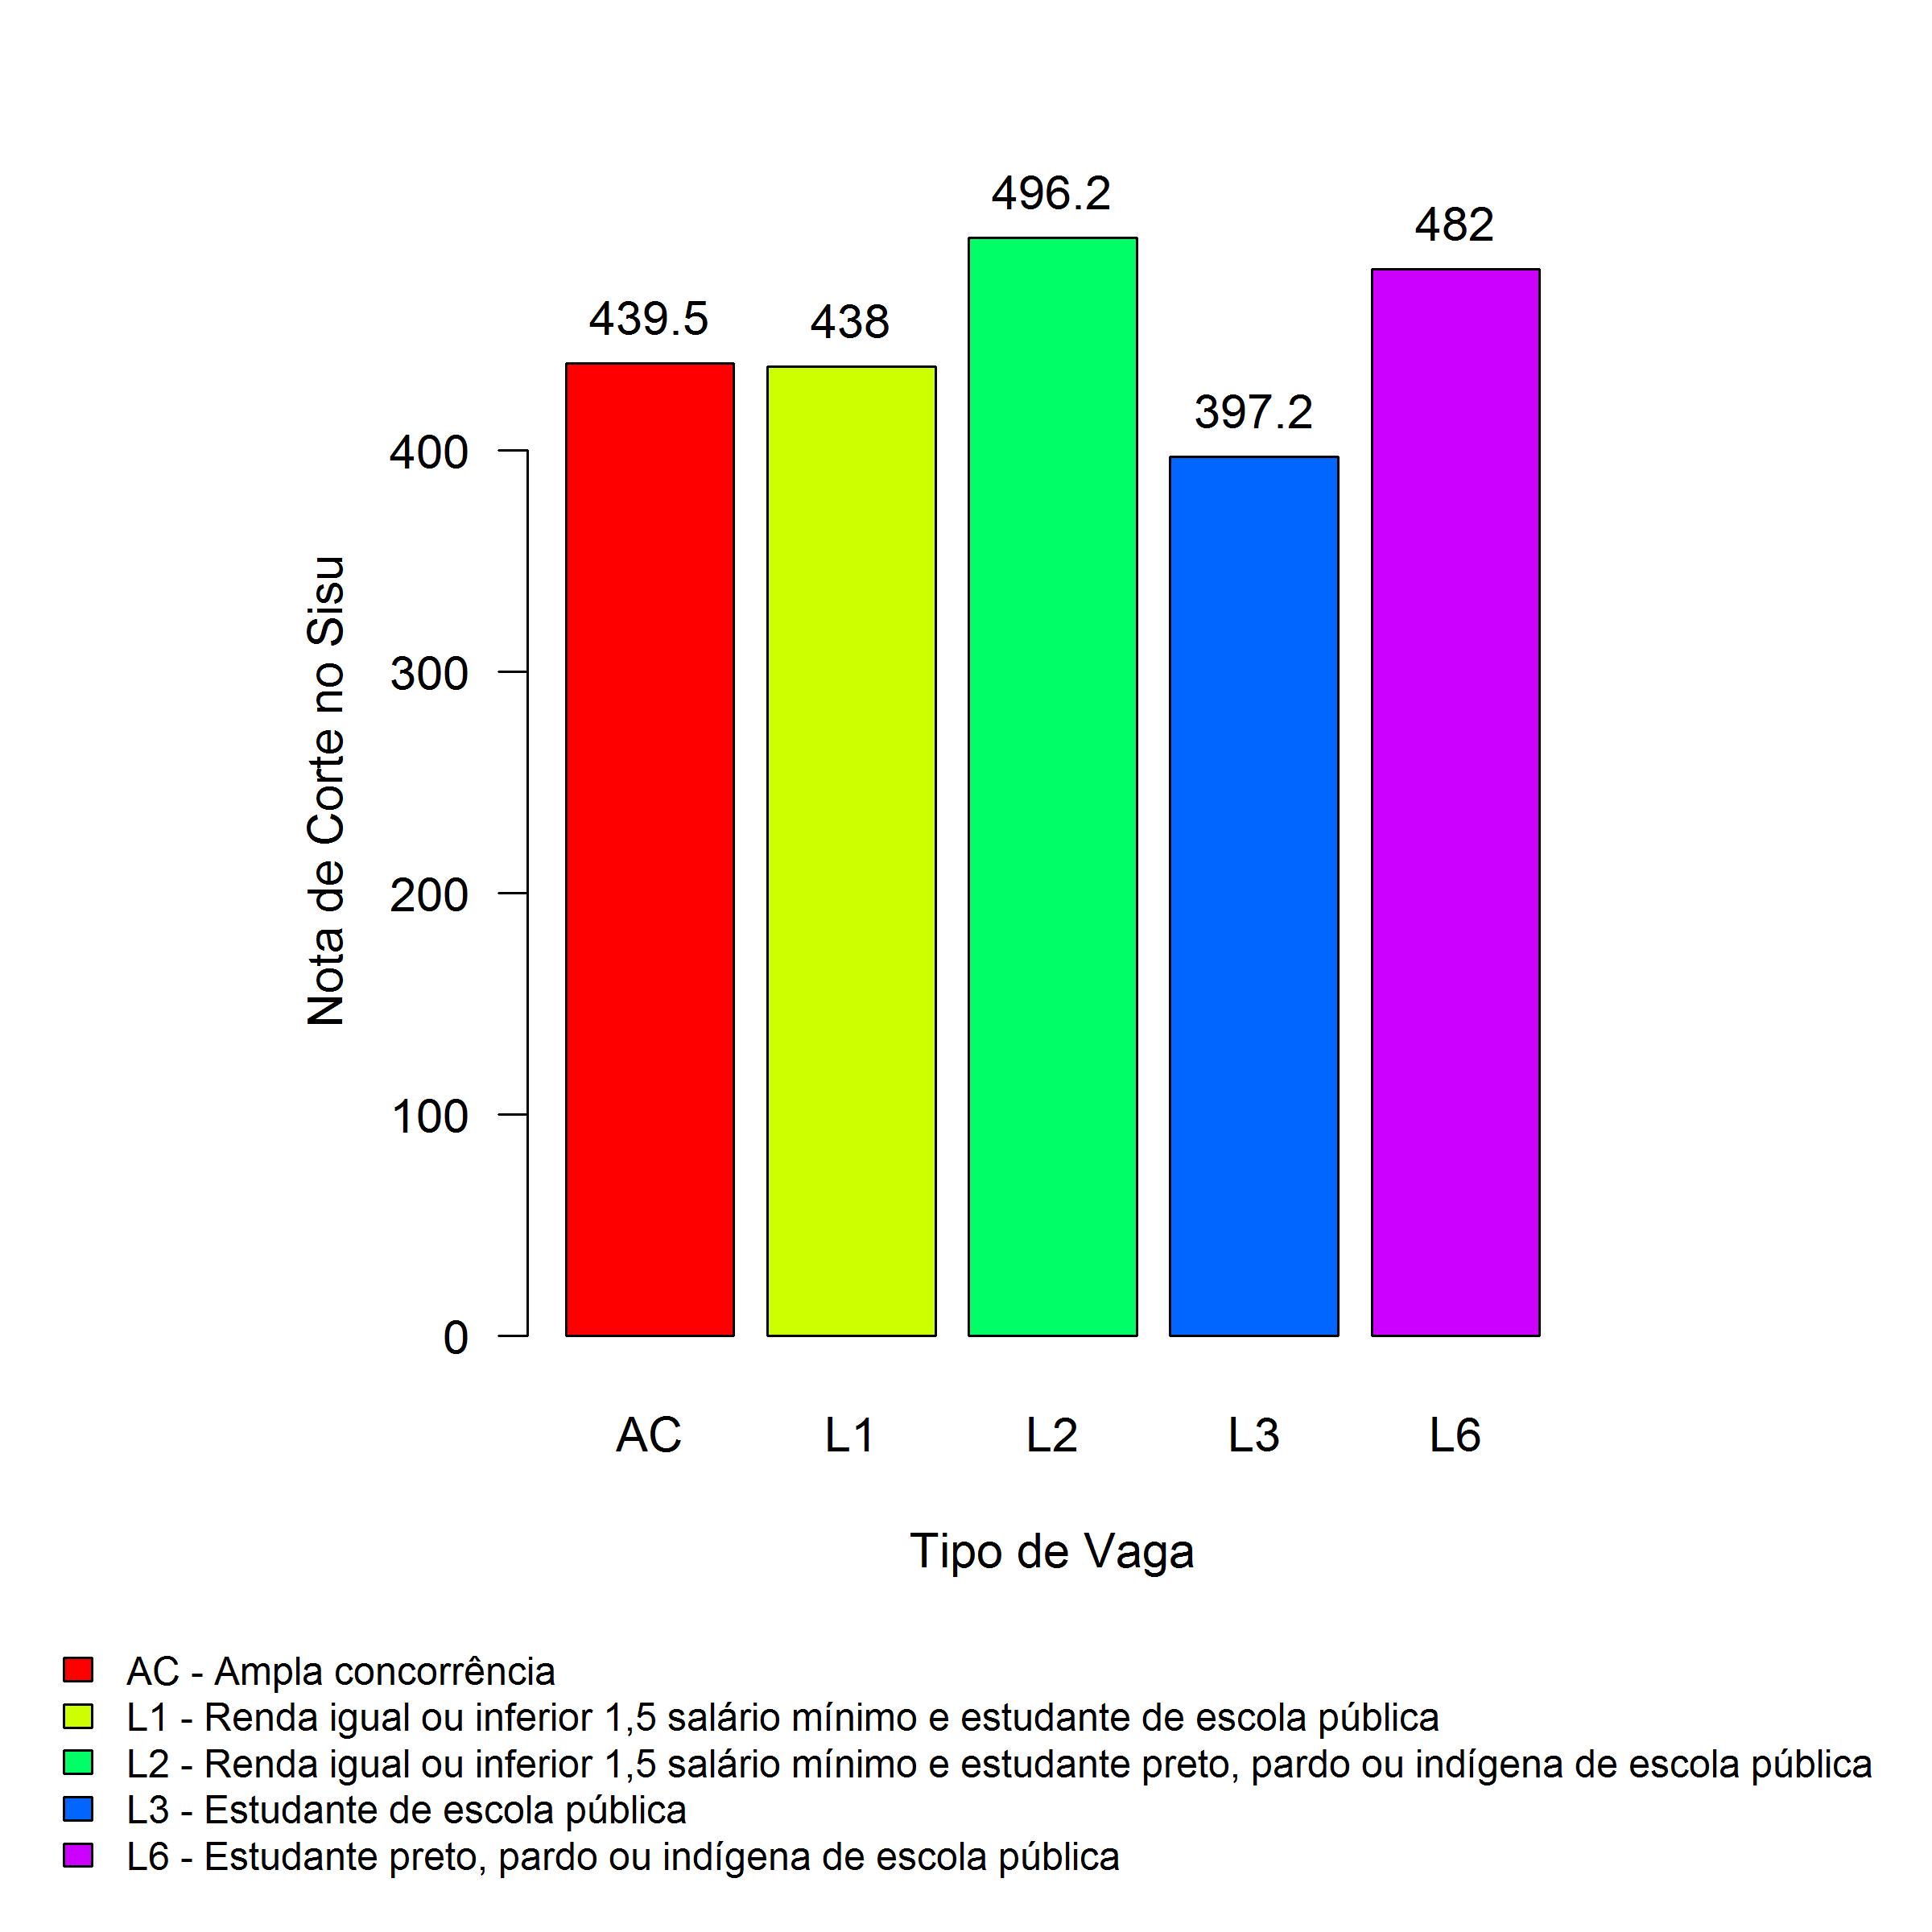 496.2
482
439.5
438
397.2
400
300
200
100
0
Nota de Corte no Sisu
AC L1 L2 L3 L6
Tipo de Vaga
AC - Ampla concorrência
L1 - Renda igual ou inferior 1,5 salário mínimo e estudante de escola pública
L2 - Renda igual ou inferior 1,5 salário mínimo e estudante preto, pardo ou indígena de escola pública
L3 - Estudante de escola pública
L6 - Estudante preto, pardo ou indígena de escola pública